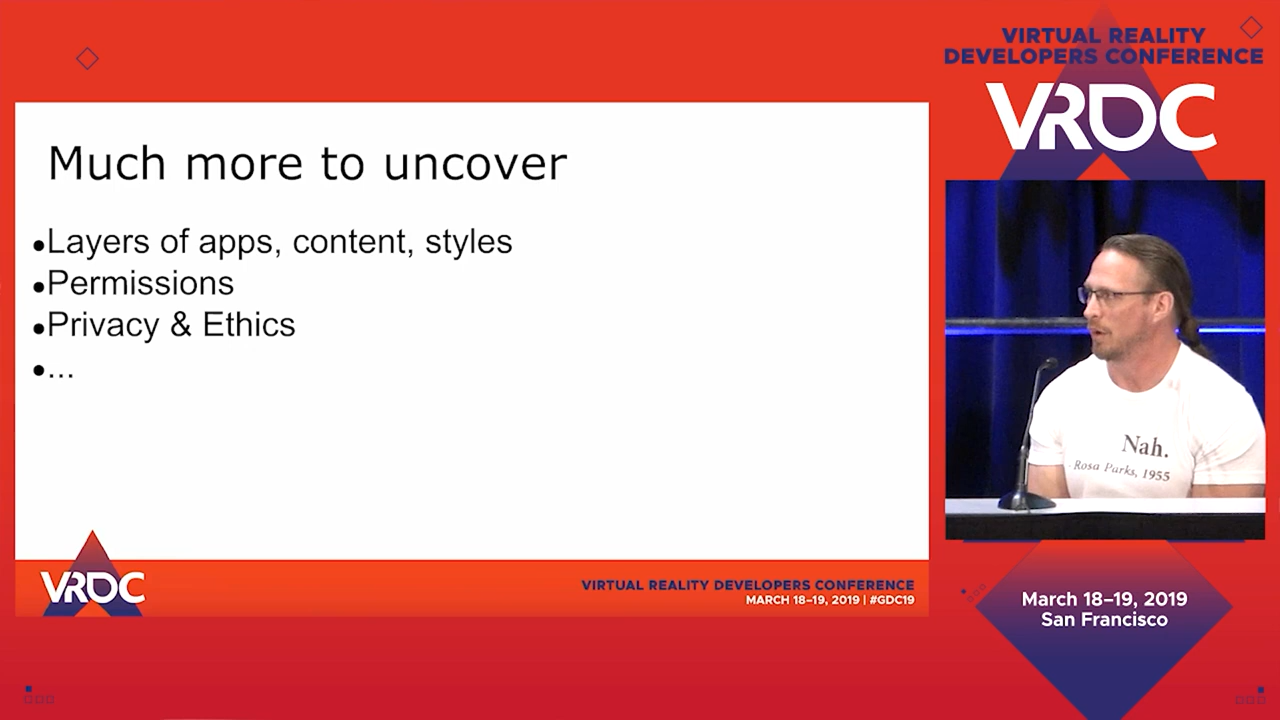 Much more to uncover
•Layers of apps, content, styles
•Permissions
•Privacy & Ethics
•...
VRDC
VIRTUAL REALITY DEVELOPERS CONFERENCE
MARCH 18–19, 2019 | #GDC19
VIRTUAL REALITY
DEVELOPERS CONFERENCE
VRDC
Nah.
- Rosa Parks, 1955
March 18–19, 2019
San Francisco